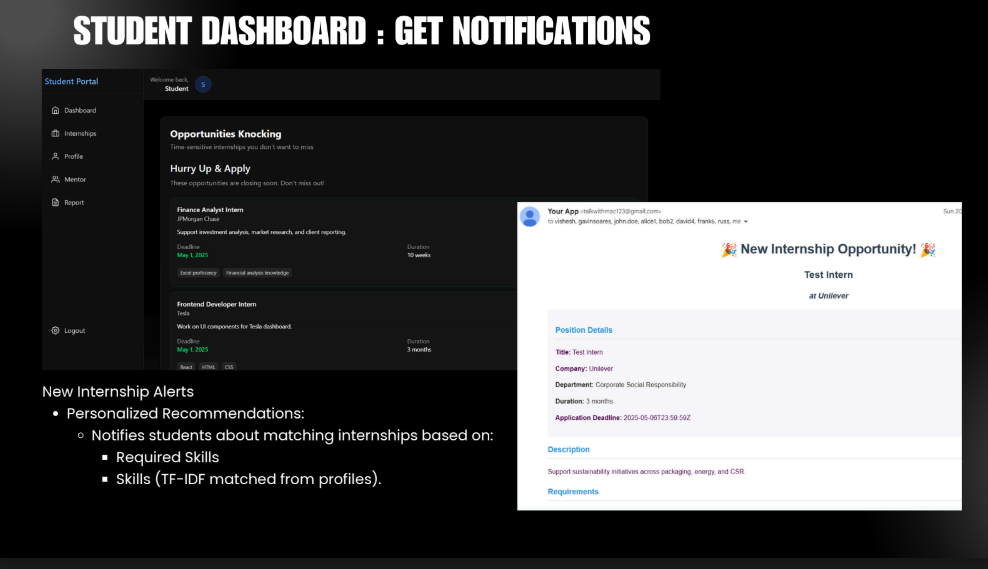 STUDENT DASHBOARD : GET NOTIFICATIONS
Student Portal
Welcome back,
Student
S
Dashboard
Internships
Profile
Mentor
Report
Logout
Opportunities Knocking
Time-sensitive internships you don't want to miss
Hurry Up & Apply
These opportunities are closing soon. Don't miss out!
Finance Analyst Intern
JPMorgan Chase
Support investment analysis, market research, and client reporting.
Deadline Duration
May 1, 2025 10 weeks
Excel proficiency Financial analysis knowledge
Frontend Developer Intern
Tesla
Work on UI components for Tesla dashboard.
Deadline Duration
May 1, 2025 3 months
React HTML CSS
Your App <talkwithmac123@gmail.com> Sun 20
to vishesh, gavinsoares, john.doe, alice1, bob2, david4, frank6, russ, me
🎉 New Internship Opportunity! 🎉
Test Intern
at Unilever
Position Details
Title: Test Intern
Company: Unilever
Department: Corporate Social Responsibility
Duration: 3 months
Application Deadline: 2025-05-06T23:59:59Z
Description
Support sustainability initiatives across packaging, energy, and CSR.
Requirements
New Internship Alerts
• Personalized Recommendations:
◦ Notifies students about matching internships based on:
▪ Required Skills
▪ Skills (TF-IDF matched from profiles).